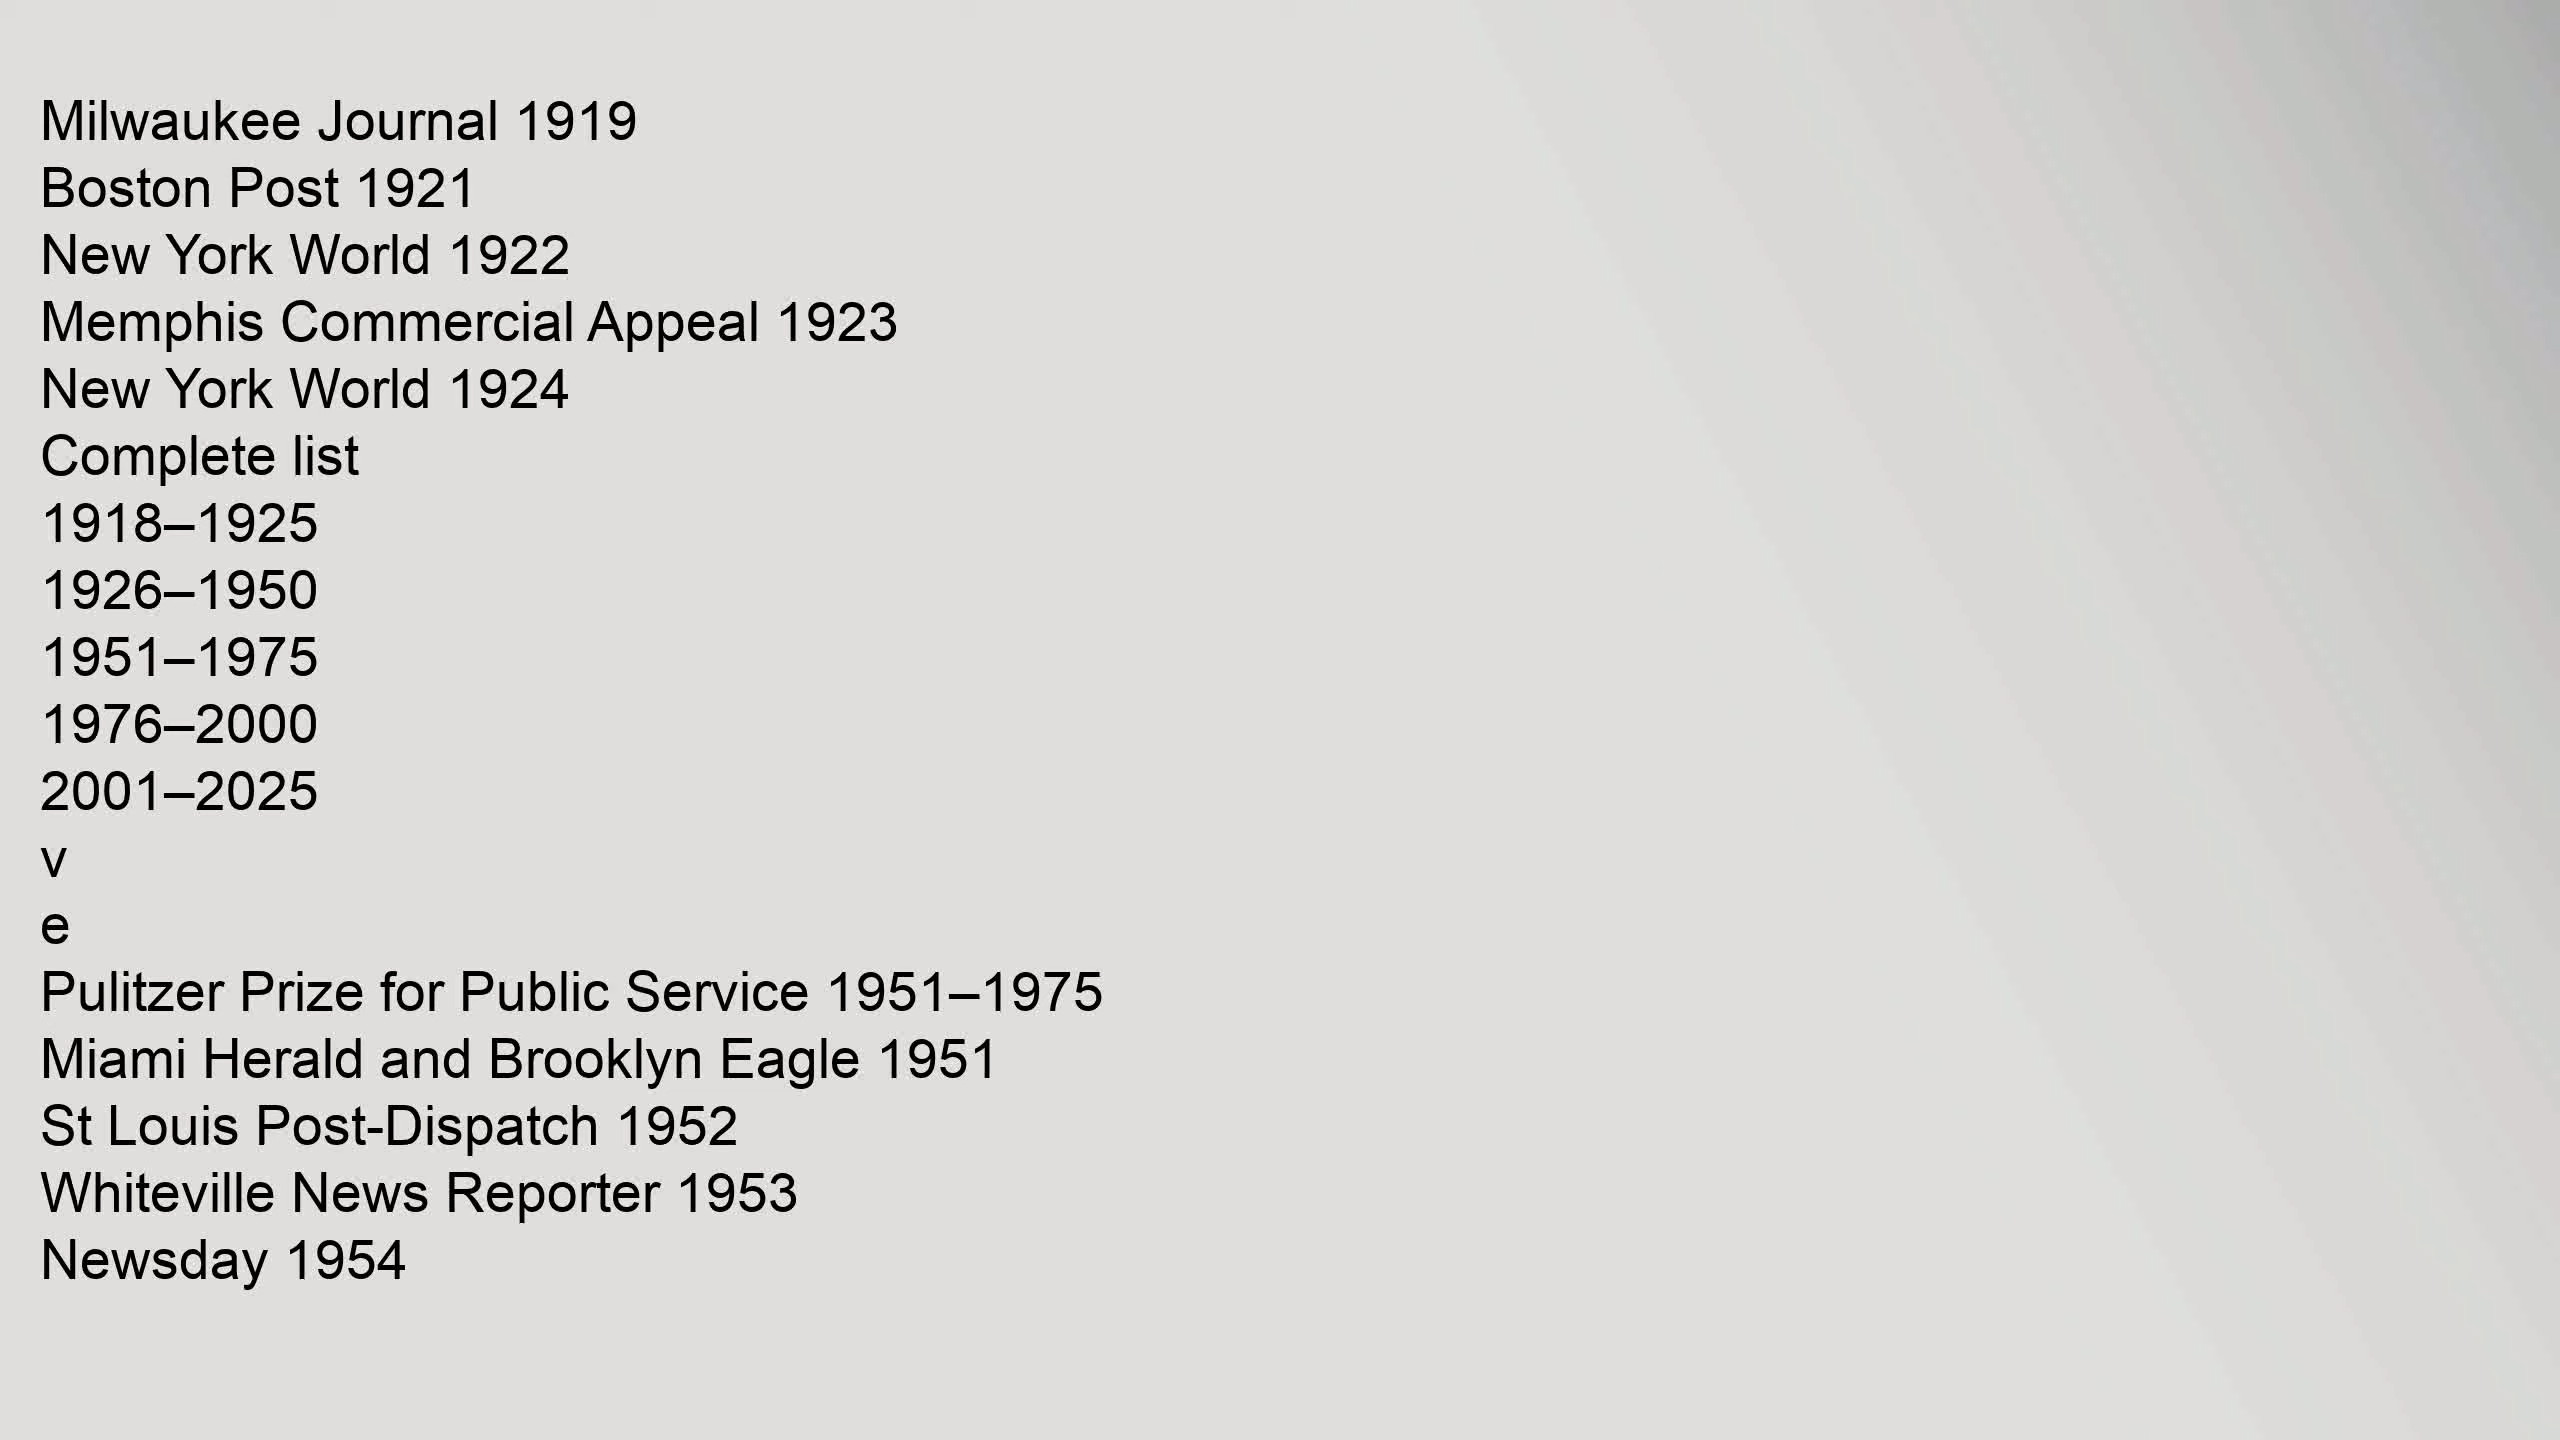 Milwaukee Journal 1919
Boston Post 1921
New York World 1922
Memphis Commercial Appeal 1923
New York World 1924
Complete list
1918–1925
1926–1950
1951–1975
1976–2000
2001–2025
v
e
Pulitzer Prize for Public Service 1951–1975
Miami Herald and Brooklyn Eagle 1951
St Louis Post-Dispatch 1952
Whiteville News Reporter 1953
Newsday 1954